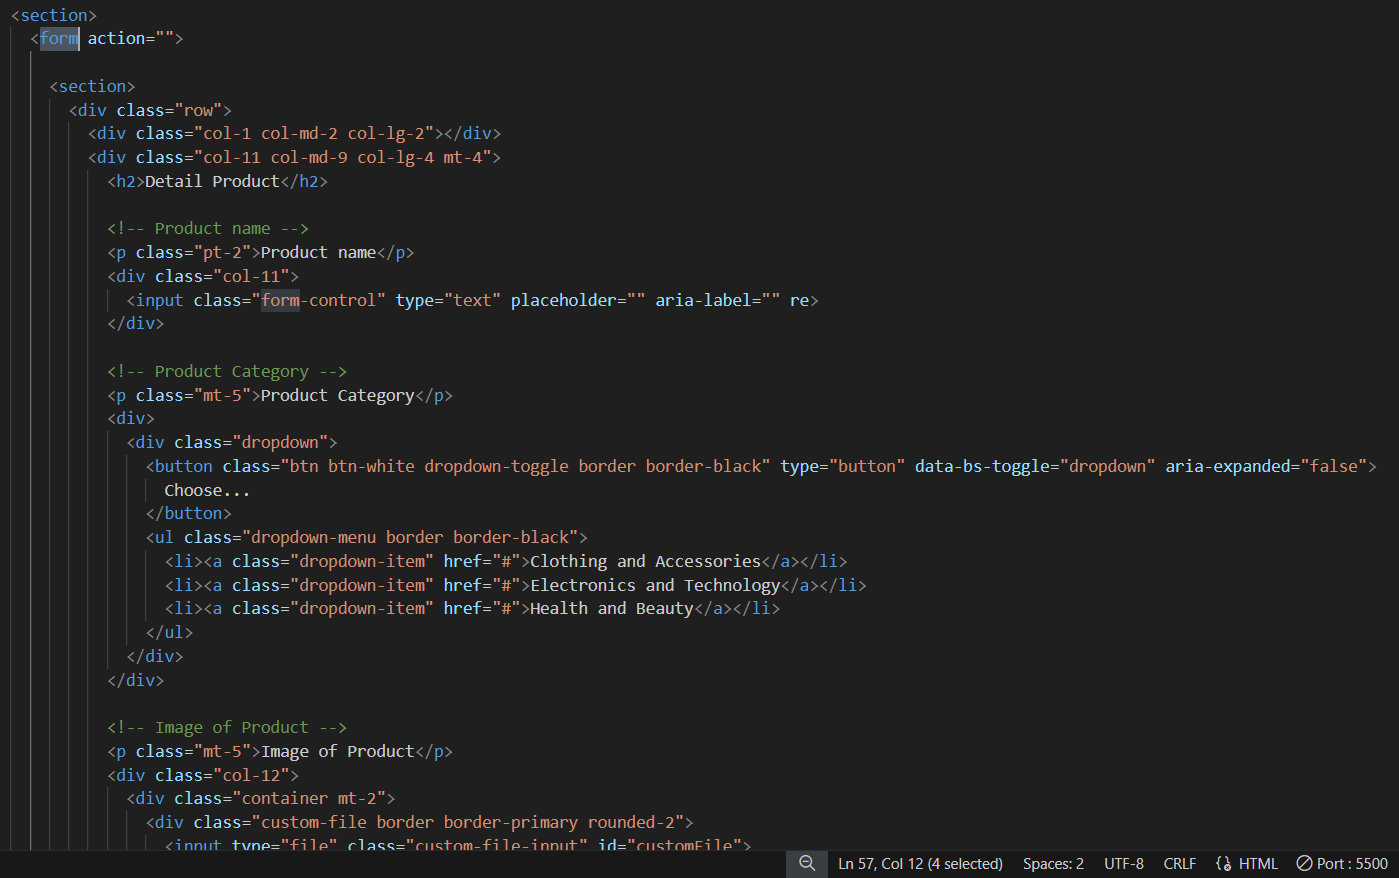 <section>
<form action="">
<section>
<div class="row">
<div class="col-1 col-md-2 col-lg-2"></div>
<div class="col-11 col-md-9 col-lg-4 mt-4">
<h2>Detail Product</h2>
<!-- Product name -->
<p class="pt-2">Product name</p>
<div class="col-11">
<input class="form-control" type="text" placeholder="" aria-label="" re>
</div>
<!-- Product Category -->
<p class="mt-5">Product Category</p>
<div>
<div class="dropdown">
<button class="btn btn-white dropdown-toggle border border-black" type="button" data-bs-toggle="dropdown" aria-expanded="false">
Choose...
</button>
<ul class="dropdown-menu border border-black">
<li><a class="dropdown-item" href="#">Clothing and Accessories</a></li>
<li><a class="dropdown-item" href="#">Electronics and Technology</a></li>
<li><a class="dropdown-item" href="#">Health and Beauty</a></li>
</ul>
</div>
</div>
<!-- Image of Product -->
<p class="mt-5">Image of Product</p>
<div class="col-12">
<div class="container mt-2">
<div class="custom-file border border-primary rounded-2">
<input type="file" class="custom-file-input" id="customFile">
Ln 57, Col 12 (4 selected) Spaces: 2 UTF-8 CRLF HTML Port : 5500